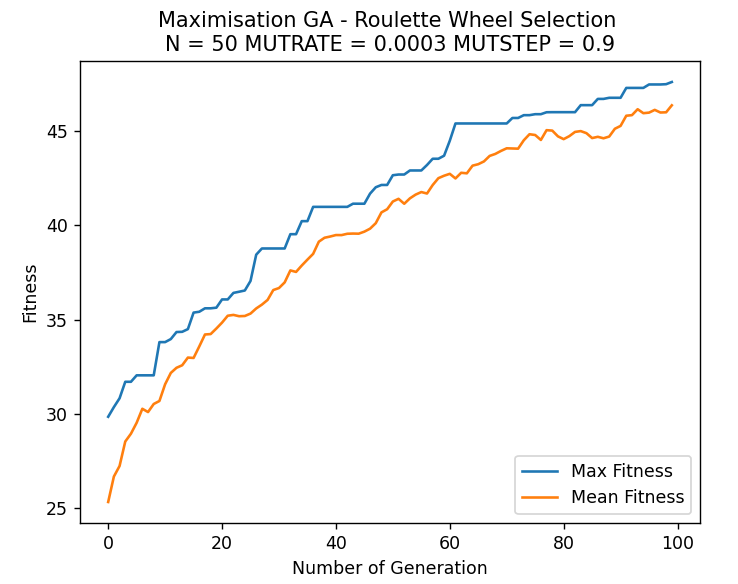 Maximisation GA - Roulette Wheel Selection
N = 50 MUTRATE = 0.0003 MUTSTEP = 0.9
Fitness
45
40
35
30
25
Max Fitness
Mean Fitness
0 20 40 60 80 100
Number of Generation